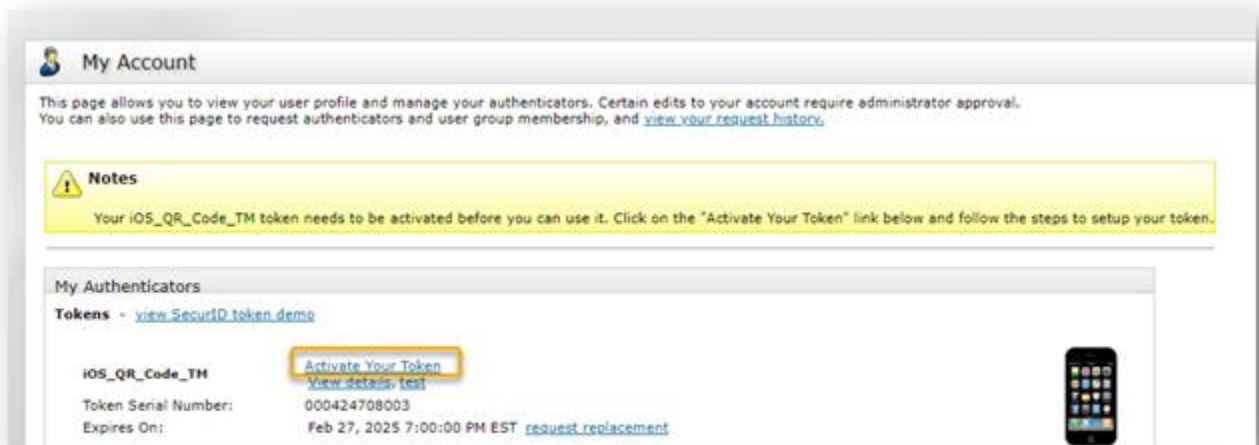 My Account
This page allows you to view your user profile and manage your authenticators. Certain edits to your account require administrator approval.
You can also use this page to request authenticators and user group membership, and view your request history.
Notes
Your iOS_QR_Code_TM token needs to be activated before you can use it. Click on the "Activate Your Token" link below and follow the steps to setup your token.
My Authenticators
Tokens - view SecurID token demo
iOS_QR_Code_TM
Activate Your Token
View details, test
Token Serial Number: 000424708003
Expires On: Feb 27, 2025 7:00:00 PM EST request replacement